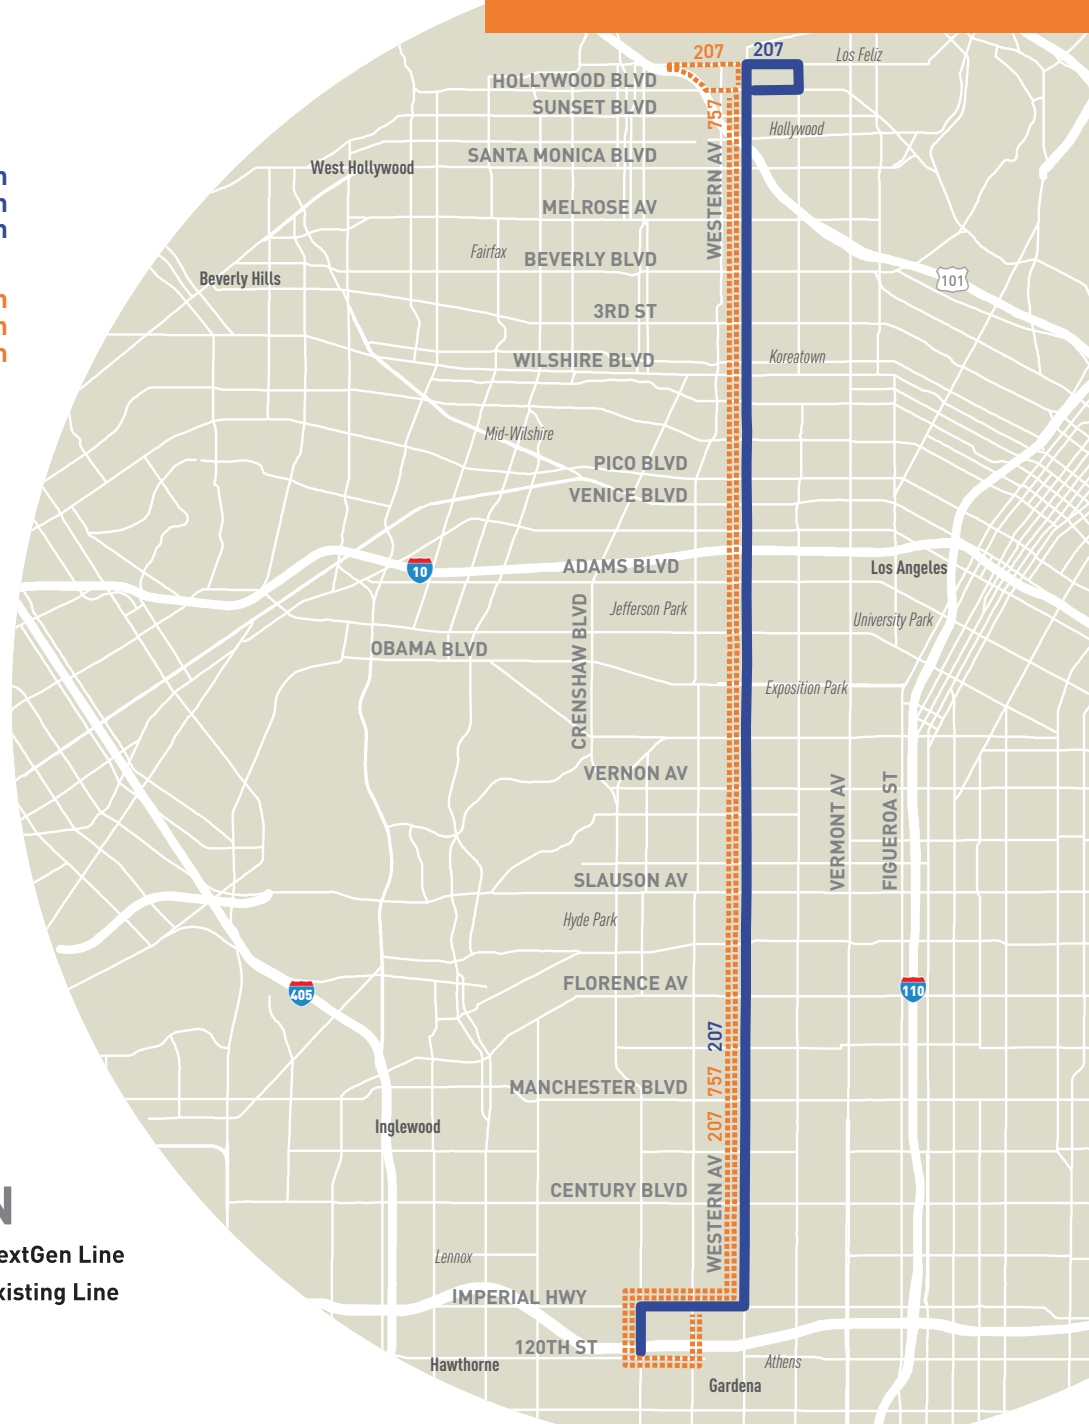 207
207
Los Feliz
HOLLYWOOD BLVD
SUNSET BLVD
757
Hollywood
SANTA MONICA BLVD
West Hollywood
WESTERN AV
MELROSE AV
Fairfax
BEVERLY BLVD
Beverly Hills
101
3RD ST
WILSHIRE BLVD
Koreatown
Mid-Wilshire
PICO BLVD
VENICE BLVD
10
ADAMS BLVD
Los Angeles
Jefferson Park
University Park
CRENSHAW BLVD
OBAMA BLVD
Exposition Park
VERNON AV
VERMONT AV
FIGUEROA ST
SLAUSON AV
Hyde Park
FLORENCE AV
405
110
207
757
207
MANCHESTER BLVD
Inglewood
WESTERN AV
CENTURY BLVD
N
extGen Line
Lennox
xisting Line
IMPERIAL HWY
120TH ST
Hawthorne
Athens
Gardena